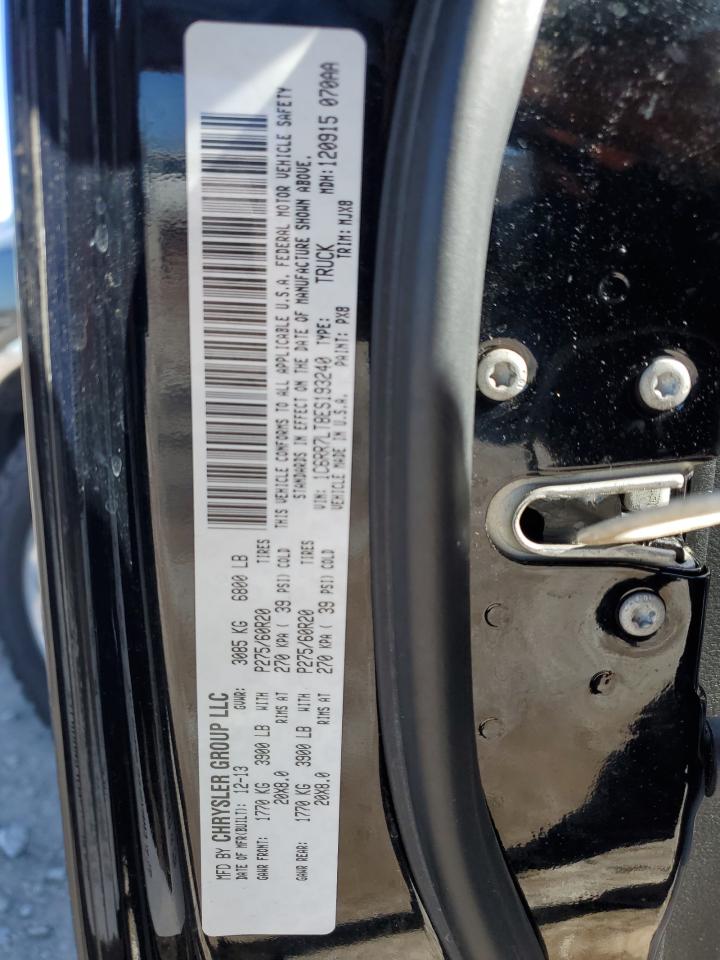 MFD BY CHRYSLER GROUP LLC
DATE OF MFR(BUILT): 12-13 GVWR: 3085 KG 6800 LB
GAWR FRONT: 1770 KG 3900 LB WITH P275/60R20 TIRES
20X8.0 RIMS AT 270 KPA ( 39 PSI) COLD
GAWR REAR: 1770 KG 3900 LB WITH P275/60R20 TIRES
20X8.0 RIMS AT 270 KPA ( 39 PSI) COLD
THIS VEHICLE CONFORMS TO ALL APPLICABLE U.S.A. FEDERAL MOTOR VEHICLE SAFETY
STANDARDS IN EFFECT ON THE DATE OF MANUFACTURE SHOWN ABOVE.
VIN: 1C6RR7LT8ES193240 TYPE: TRUCK MDH:120915 070AA
VEHICLE MADE IN U.S.A. PAINT: PX8 TRIM: MJX8